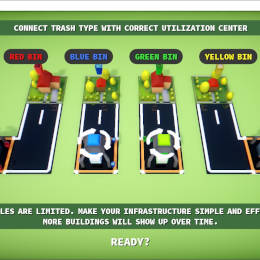 CONNECT TRASH TYPE WITH CORRECT UTILIZATION CENTER
RED BIN BLUE BIN GREEN BIN YELLOW BIN
LES ARE LIMITED. MAKE YOUR INFRASTRUCTURE SIMPLE AND EFF
MORE BUILDINGS WILL SHOW UP OVER TIME.
READY?